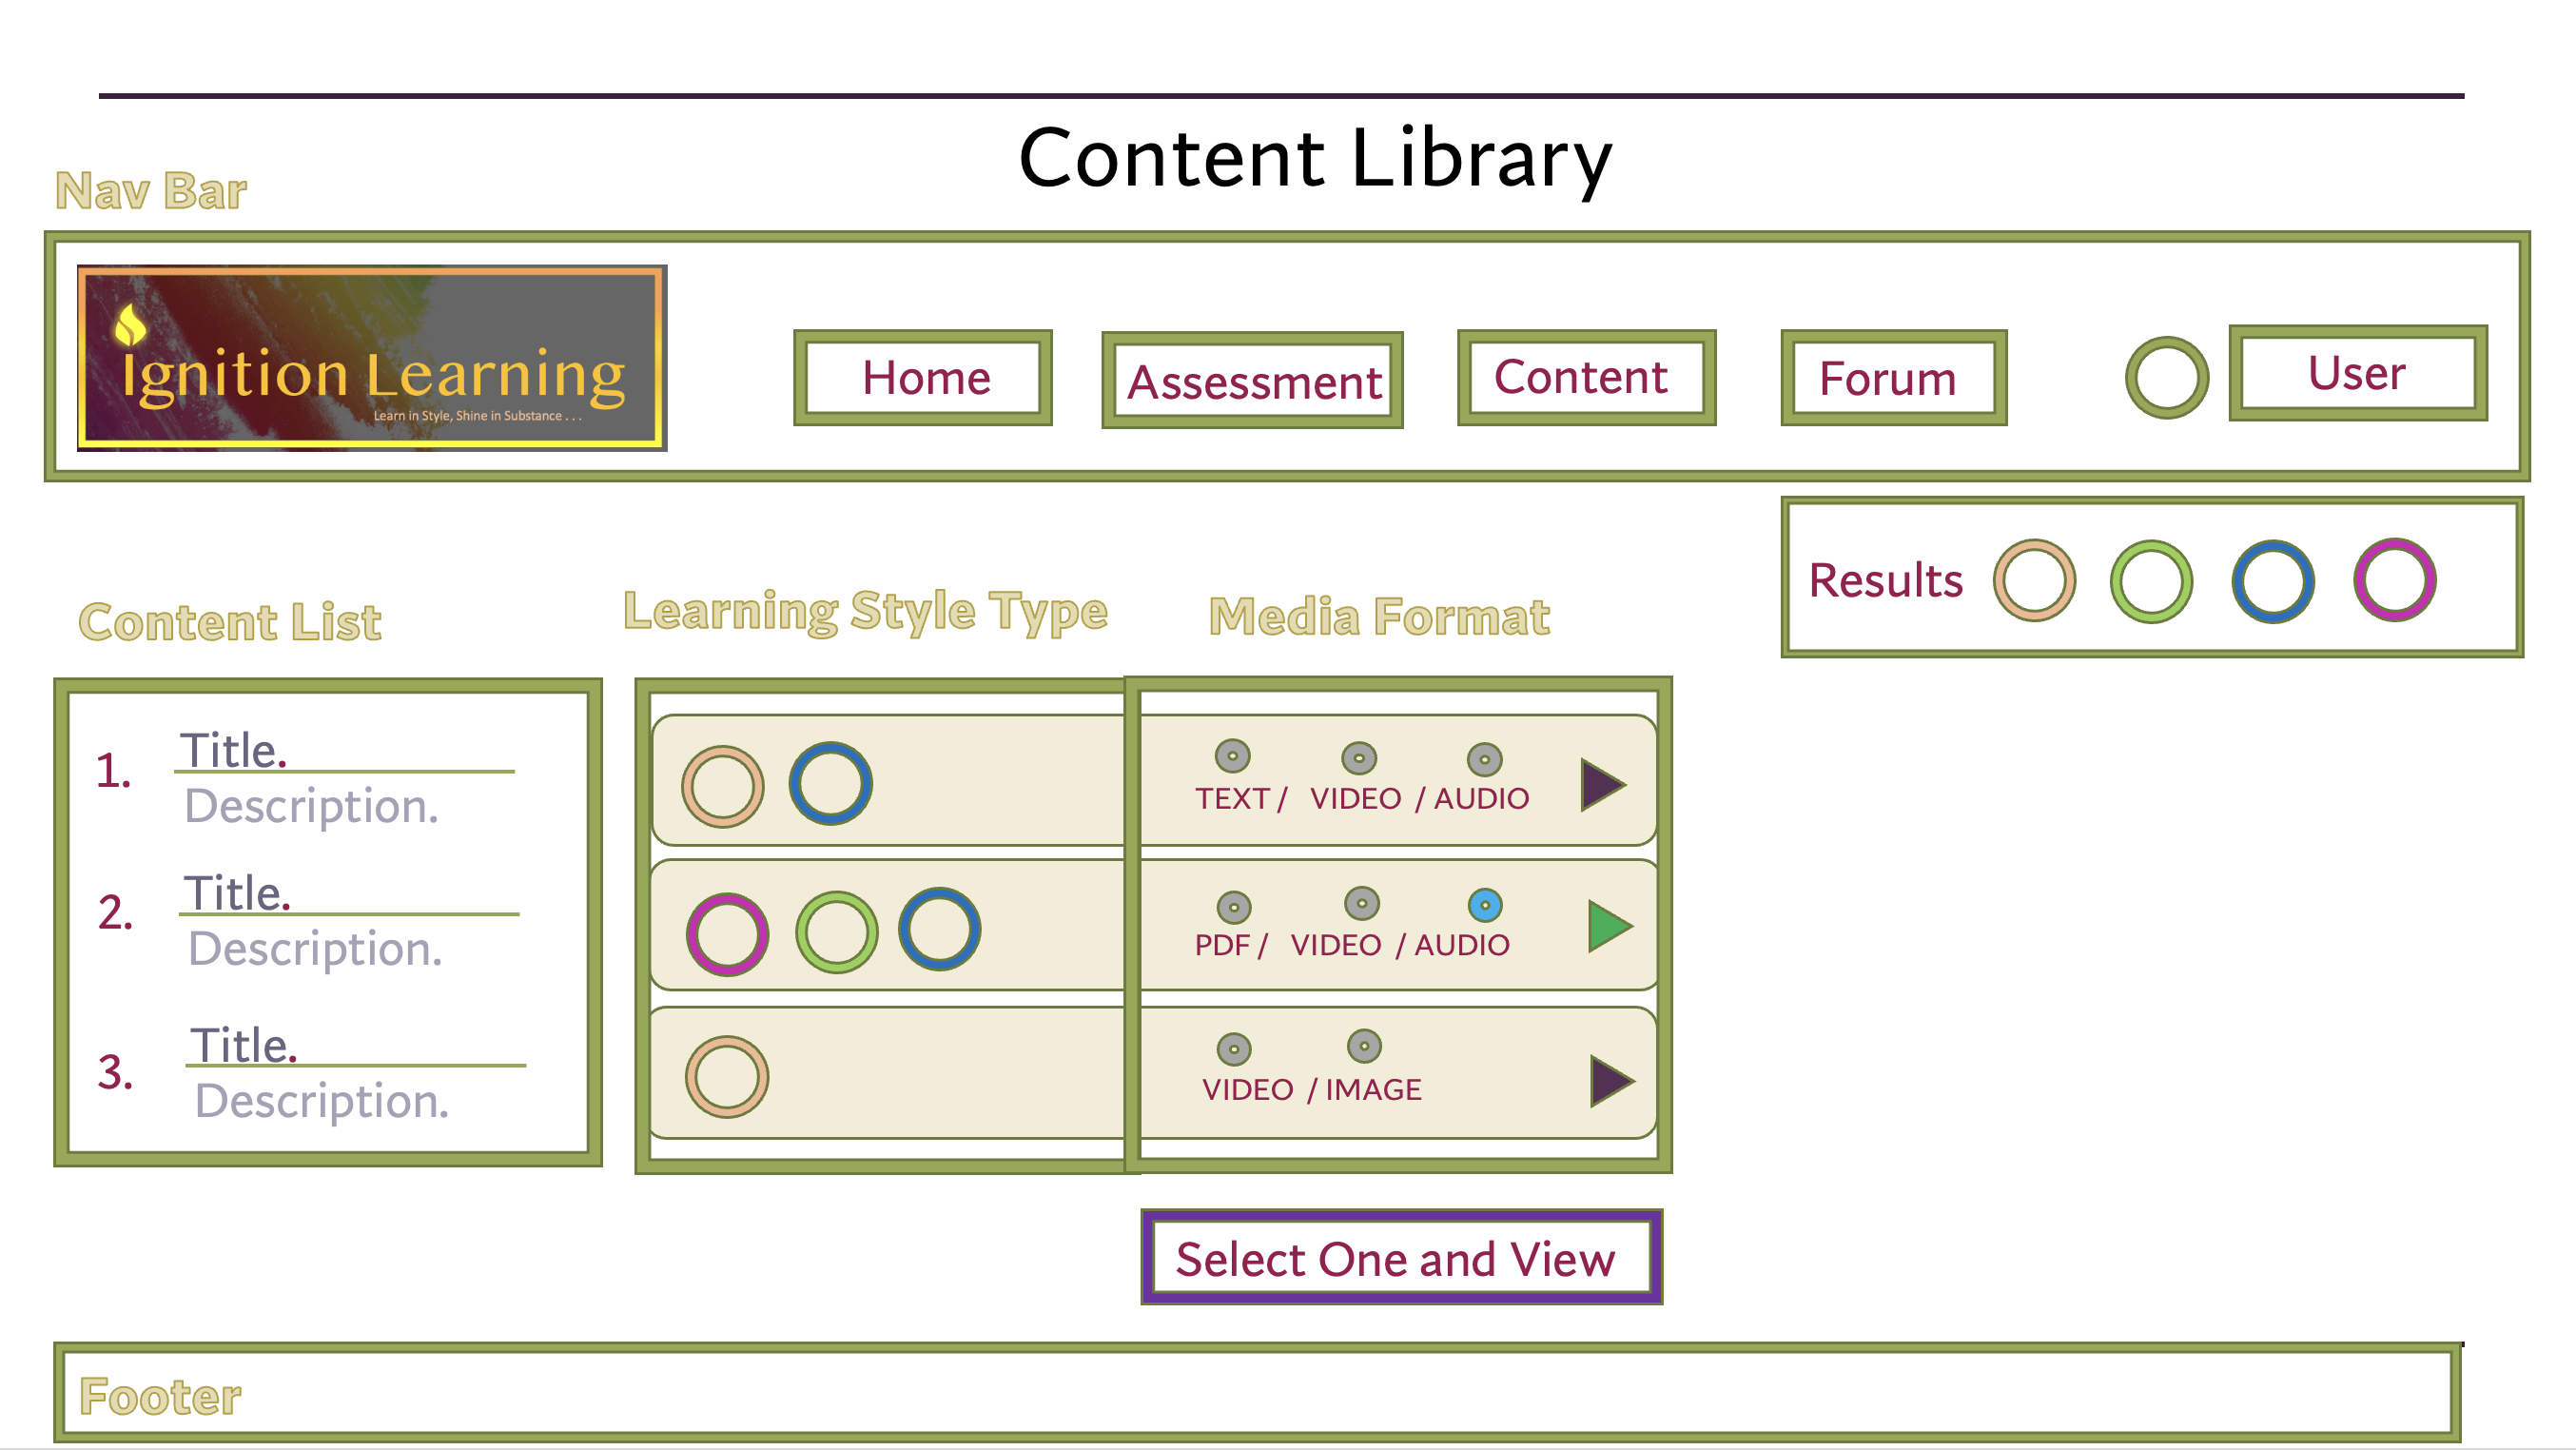 Content Library
Nav Bar
Ignition Learning
Learn in Style, Shine in Substance . . .
Home
Assessment
Content
Forum
User
Results
Content List
Learning Style Type
Media Format
1. Title.
Description.
TEXT / VIDEO / AUDIO
2. Title.
Description.
PDF / VIDEO / AUDIO
3. Title.
Description.
VIDEO / IMAGE
Select One and View
Footer